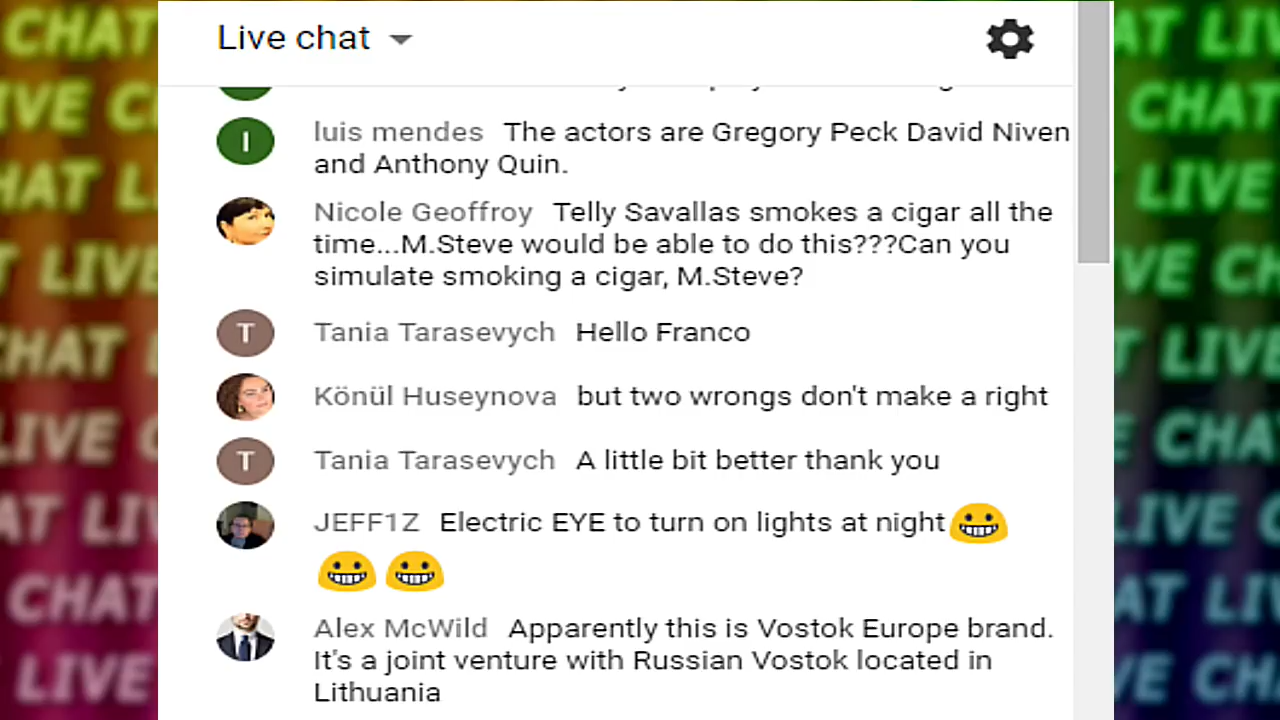 Live chat
luis mendes The actors are Gregory Peck David Niven
and Anthony Quin.
Nicole Geoffroy Telly Savallas smokes a cigar all the
time...M.Steve would be able to do this???Can you
simulate smoking a cigar, M.Steve?
T Tania Tarasevych Hello Franco
Könül Huseynova but two wrongs don't make a right
T Tania Tarasevych A little bit better thank you
JEFF1Z Electric EYE to turn on lights at night
Alex McWild Apparently this is Vostok Europe brand.
It's a joint venture with Russian Vostok located in
Lithuania